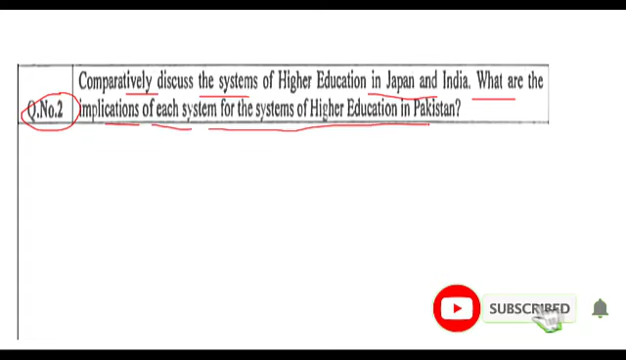 Comparatively discuss the systems of Higher Education in Japan and India. What are the
Q.No.2 implications of each system for the systems of Higher Education in Pakistan?
SUBSCRIBED